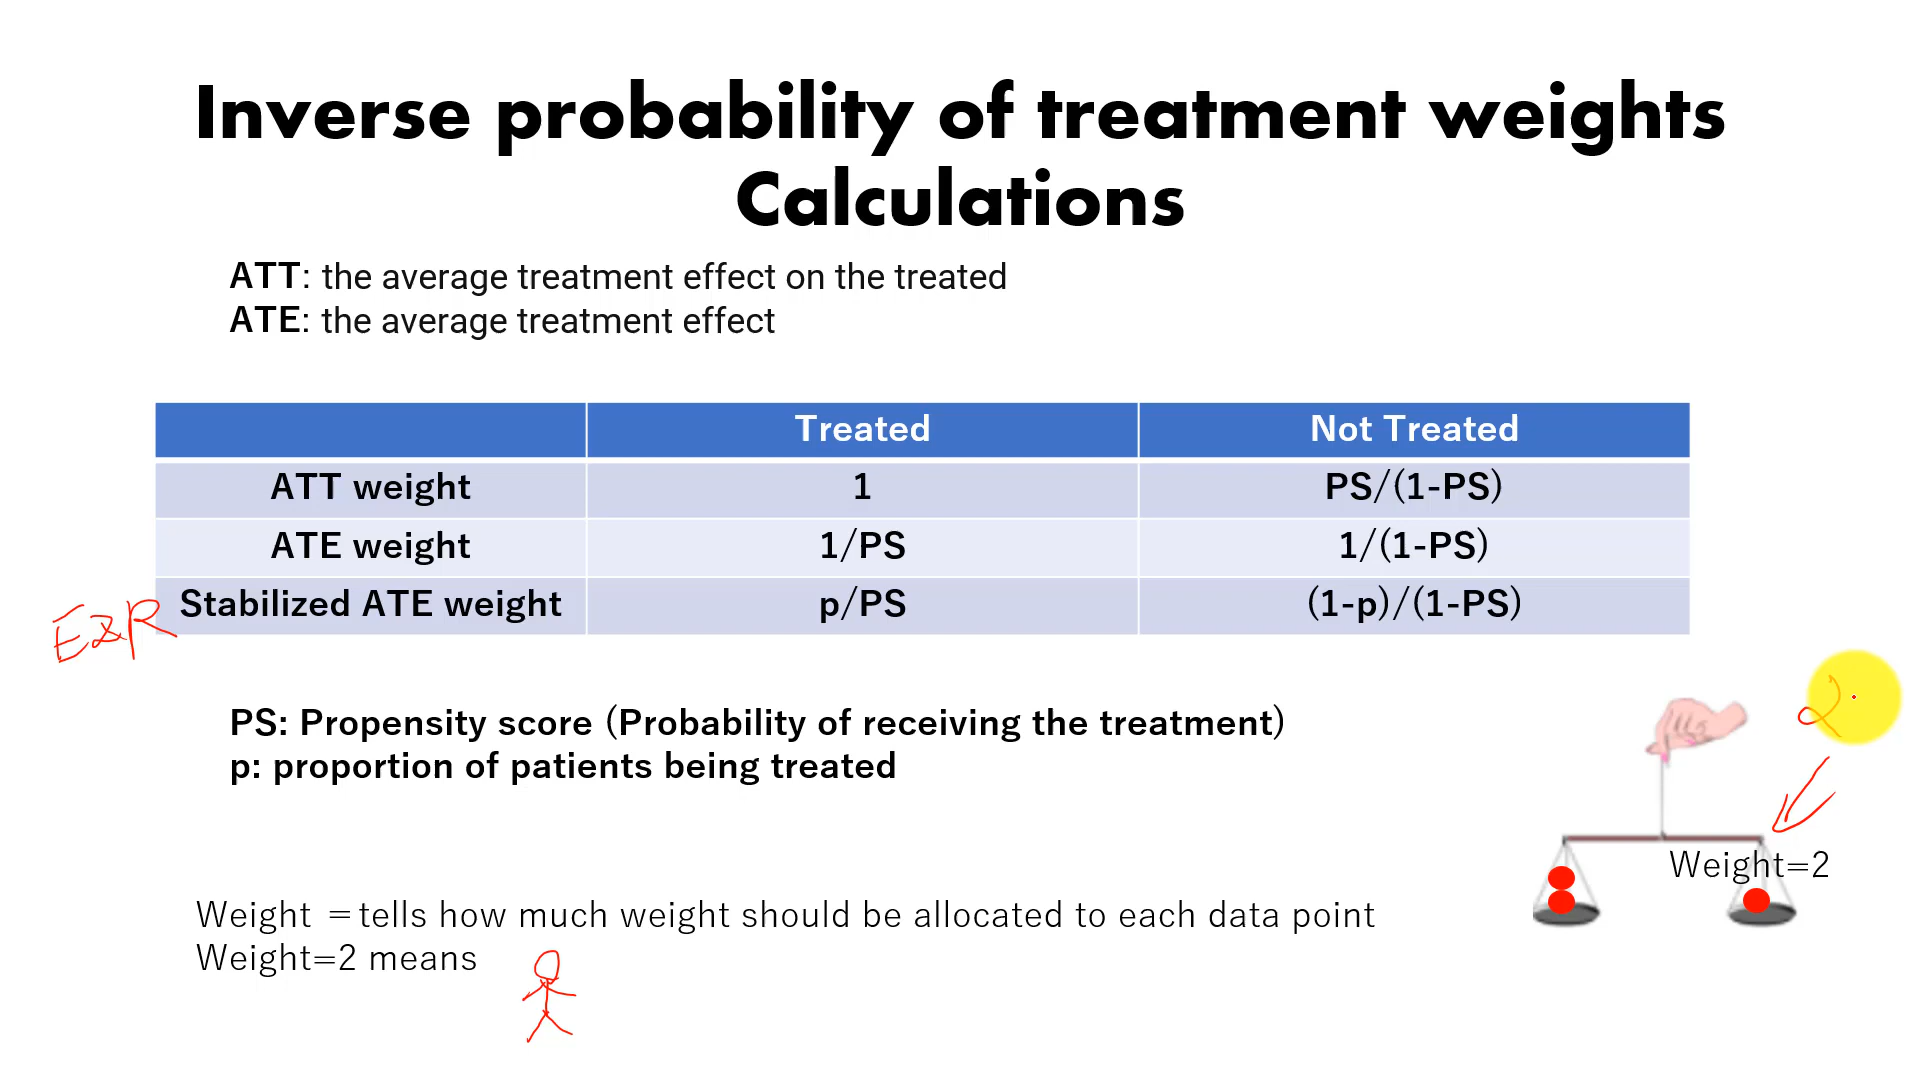 Inverse probability of treatment weights
Calculations
ATT: the average treatment effect on the treated
ATE: the average treatment effect
Treated Not Treated
ATT weight 1 PS/(1-PS)
ATE weight 1/PS 1/(1-PS)
Stabilized ATE weight p/PS (1-p)/(1-PS)
EZR
PS: Propensity score (Probability of receiving the treatment)
p: proportion of patients being treated
2
Weight=2
Weight =tells how much weight should be allocated to each data point
Weight=2 means